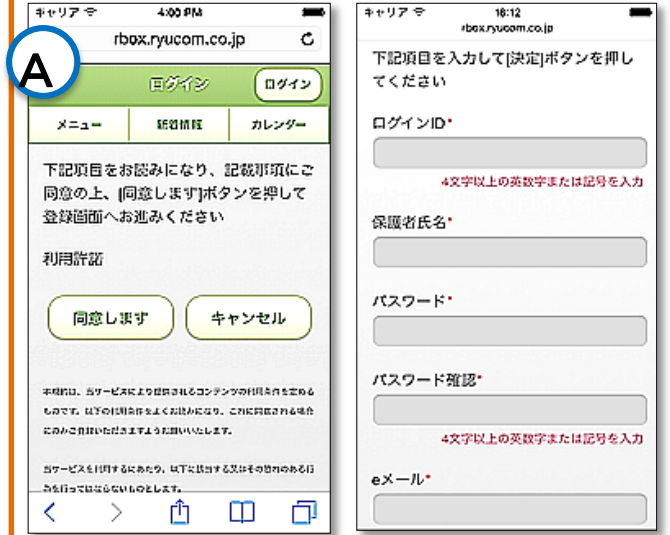 A
キャリア 4:00 PM
rbox.ryucom.co.jp
ログイン ログイン
メニュー 新着情報 カレンダー
下記項目をお読みになり、記載事項にご
同意の上、[同意します]ボタンを押して
登録画面へお進みください
利用許諾
同意します キャンセル
本規約は、当サービスにより提供されるコンテンツの利用条件を定める
ものです。以下の利用条件をよくお読みになり、これに同意される場合
にのみご登録いただきますようお願いいたします。
当サービスを利用するにあたり、以下に該当する又はその恐れのある行
為を行ってはならないものとします。
キャリア 16:12
rbox.ryucom.co.jp
下記項目を入力して[決定]ボタンを押し
てください
ログインID*
4文字以上の英数字または記号を入力
保護者氏名*
パスワード*
パスワード確認*
4文字以上の英数字または記号を入力
eメール*